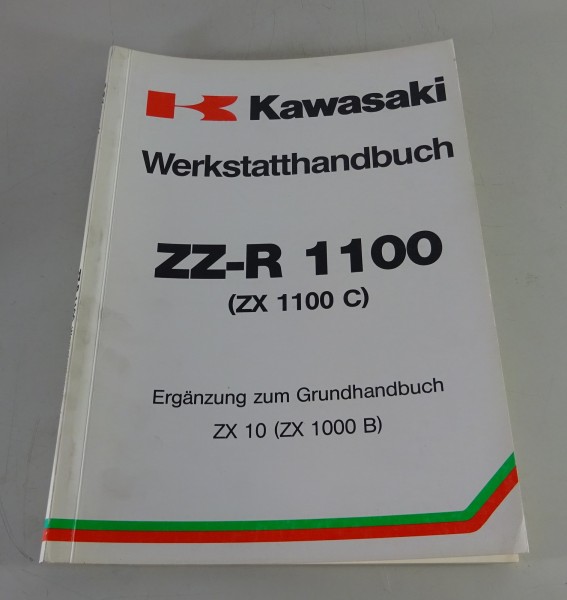 Kawasaki
Werkstatthandbuch
ZZ-R 1100
(ZX 1100 C)
Ergänzung zum Grundhandbuch
ZX 10 (ZX 1000 B)